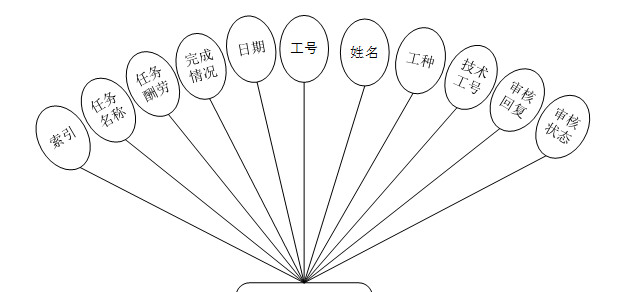 索引
任务
名称
任务
酬劳
完成
情况
日期
工号
姓名
工种
技术
工号
审核
回复
审核
状态